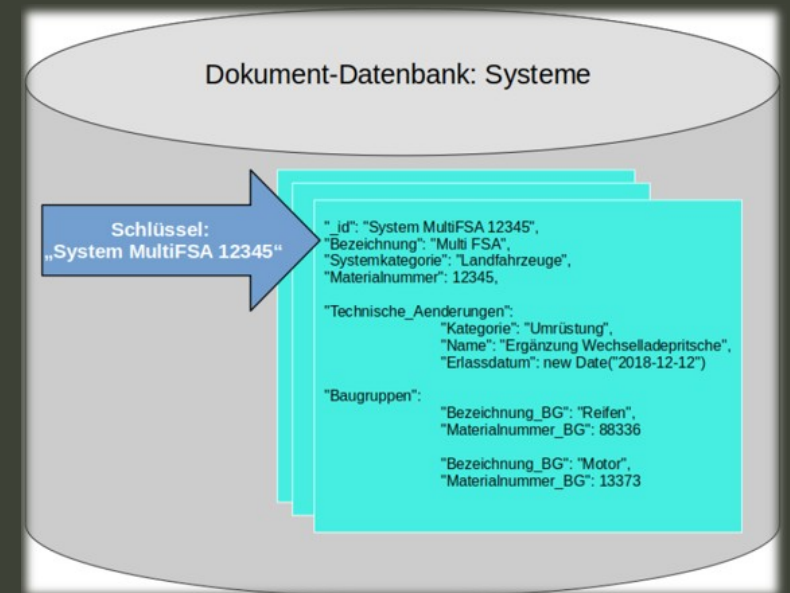 Dokument-Datenbank: Systeme
Schlüssel:
„System MultiFSA 12345“
"_id": "System MultiFSA 12345",
"Bezeichnung": "Multi FSA",
"Systemkategorie": "Landfahrzeuge",
"Materialnummer": 12345,
"Technische_Aenderungen":
"Kategorie": "Umrüstung",
"Name": "Ergänzung Wechselladepritsche",
"Erlassdatum": new Date("2018-12-12")
"Baugruppen":
"Bezeichnung_BG": "Reifen",
"Materialnummer_BG": 88336
"Bezeichnung_BG": "Motor",
"Materialnummer_BG": 13373